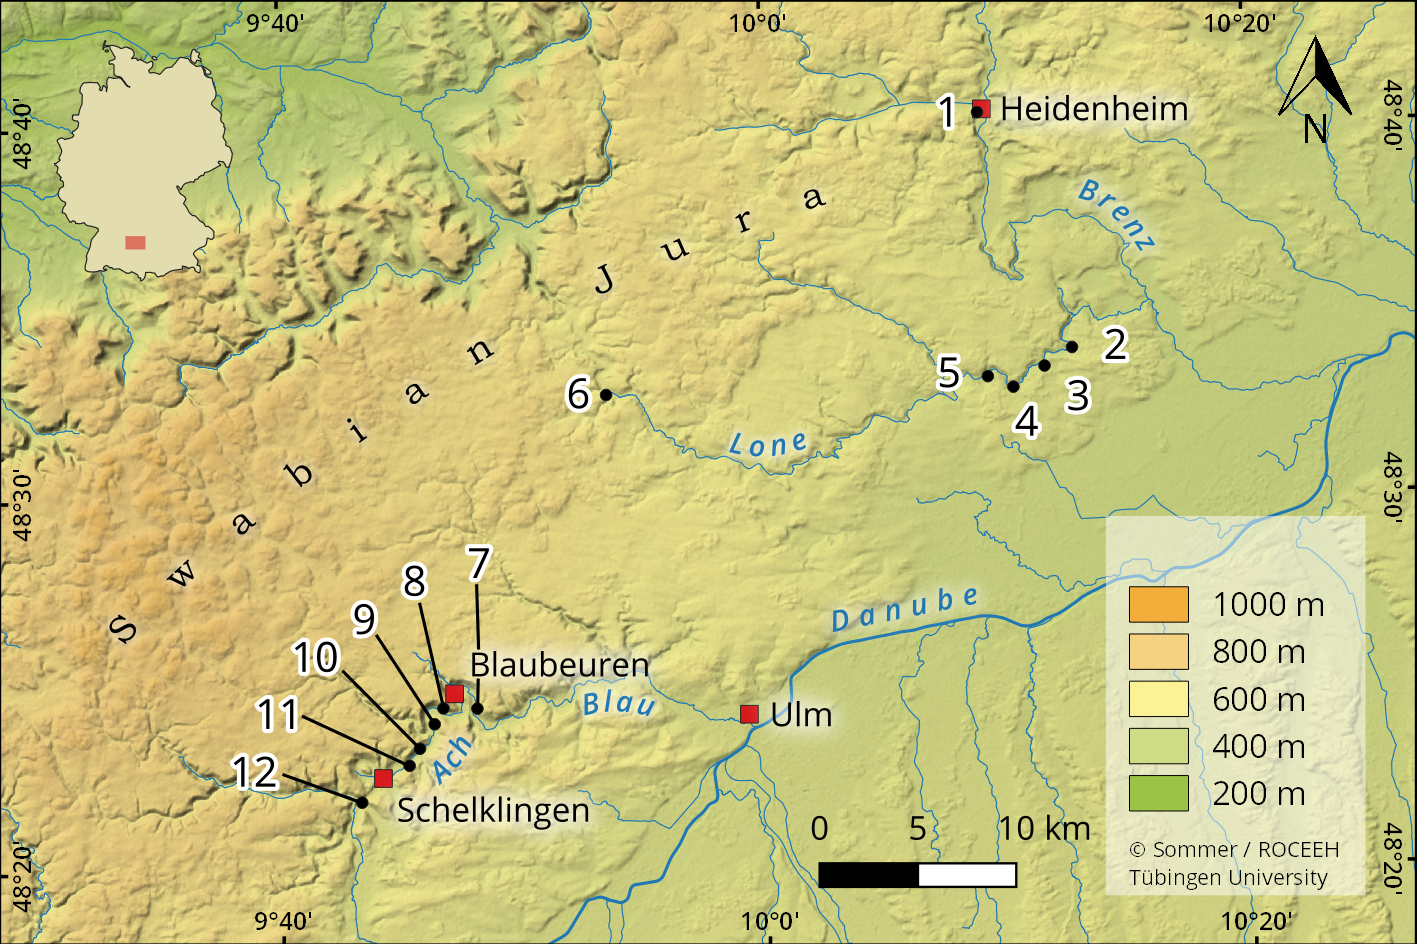 9°40' 10°0' 10°20'
48°40' 48°40'
1 Heidenheim
N
Brenz
Swabian Jura
2
5
3
6
4
Lone
48°30' 48°30'
7
8
9
Danube
1000 m
10
Blaubeuren
800 m
Blau
600 m
11
Ulm
400 m
Ach
12
200 m
Schelklingen
0 5 10 km
© Sommer / ROCEEH
Tübingen University
48°20' 48°20'
9°40' 10°0' 10°20'